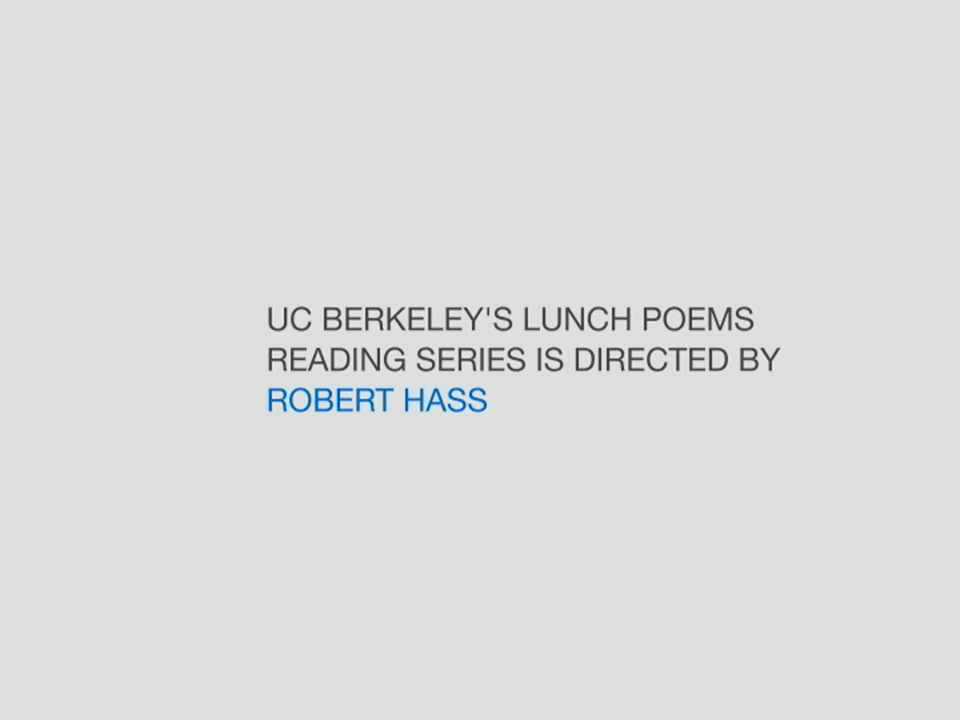 UC BERKELEY'S LUNCH POEMS
READING SERIES IS DIRECTED BY
ROBERT HASS